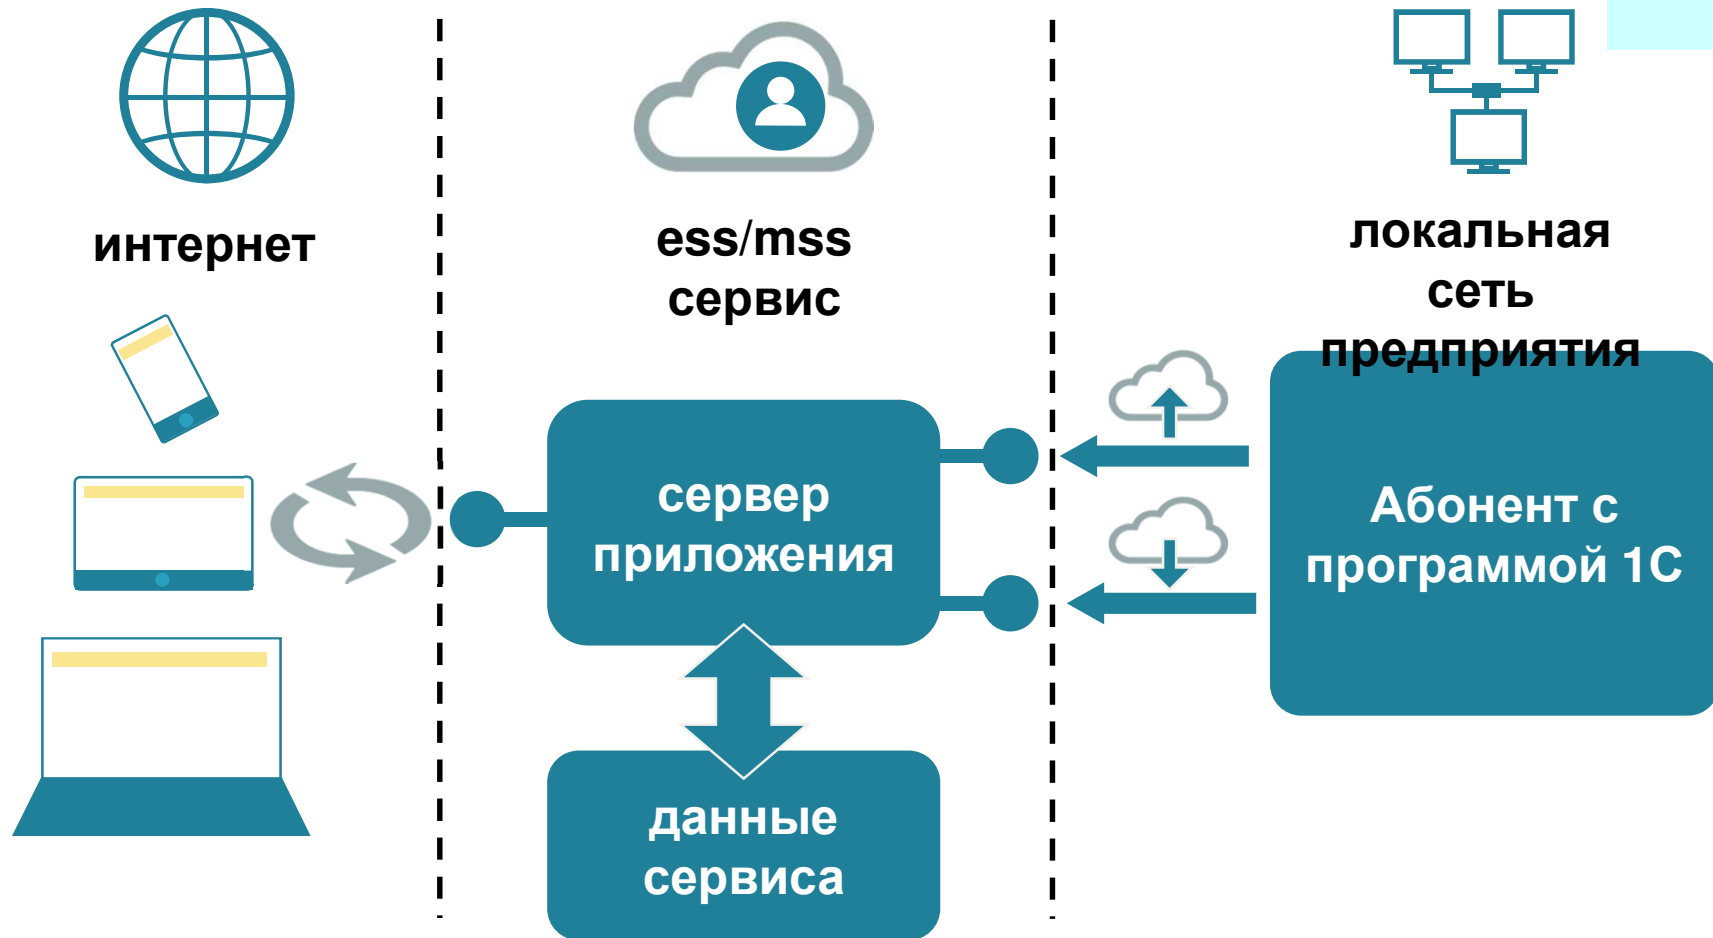 интернет
ess/mss
сервис
локальная
сеть
предприятия
сервер
приложения
Абонент с
программой 1С
данные
сервиса